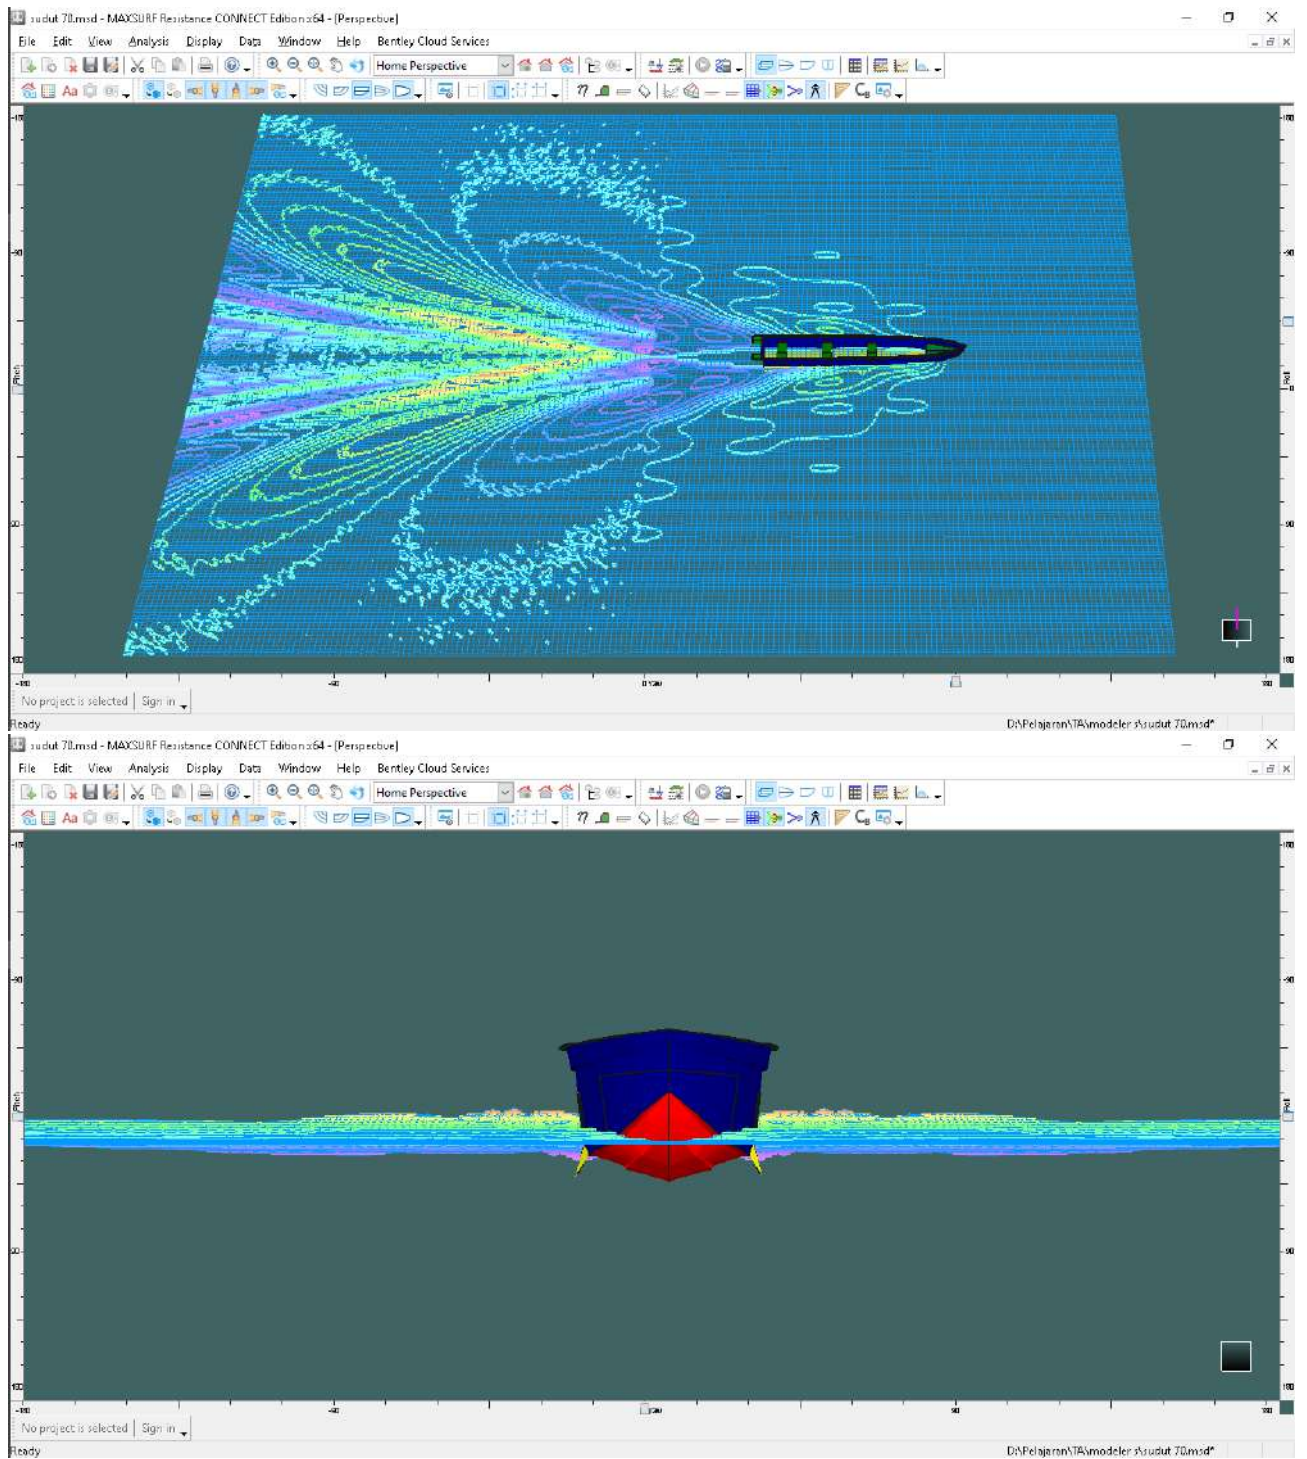 sudut 70.msd - MAXSURF Resistance CONNECT Edition x64 - [Perspective]
File Edit View Analysis Display Data Window Help Bentley Cloud Services
Home Perspective
Aa
No project is selected Sign in
Ready D:\Pelajaran\TA\modeler s\sudut 70.msd*
sudut 70.msd - MAXSURF Resistance CONNECT Edition x64 - [Perspective]
File Edit View Analysis Display Data Window Help Bentley Cloud Services
Home Perspective
Aa
No project is selected Sign in
Ready D:\Pelajaran\TA\modeler s\sudut 70.msd*